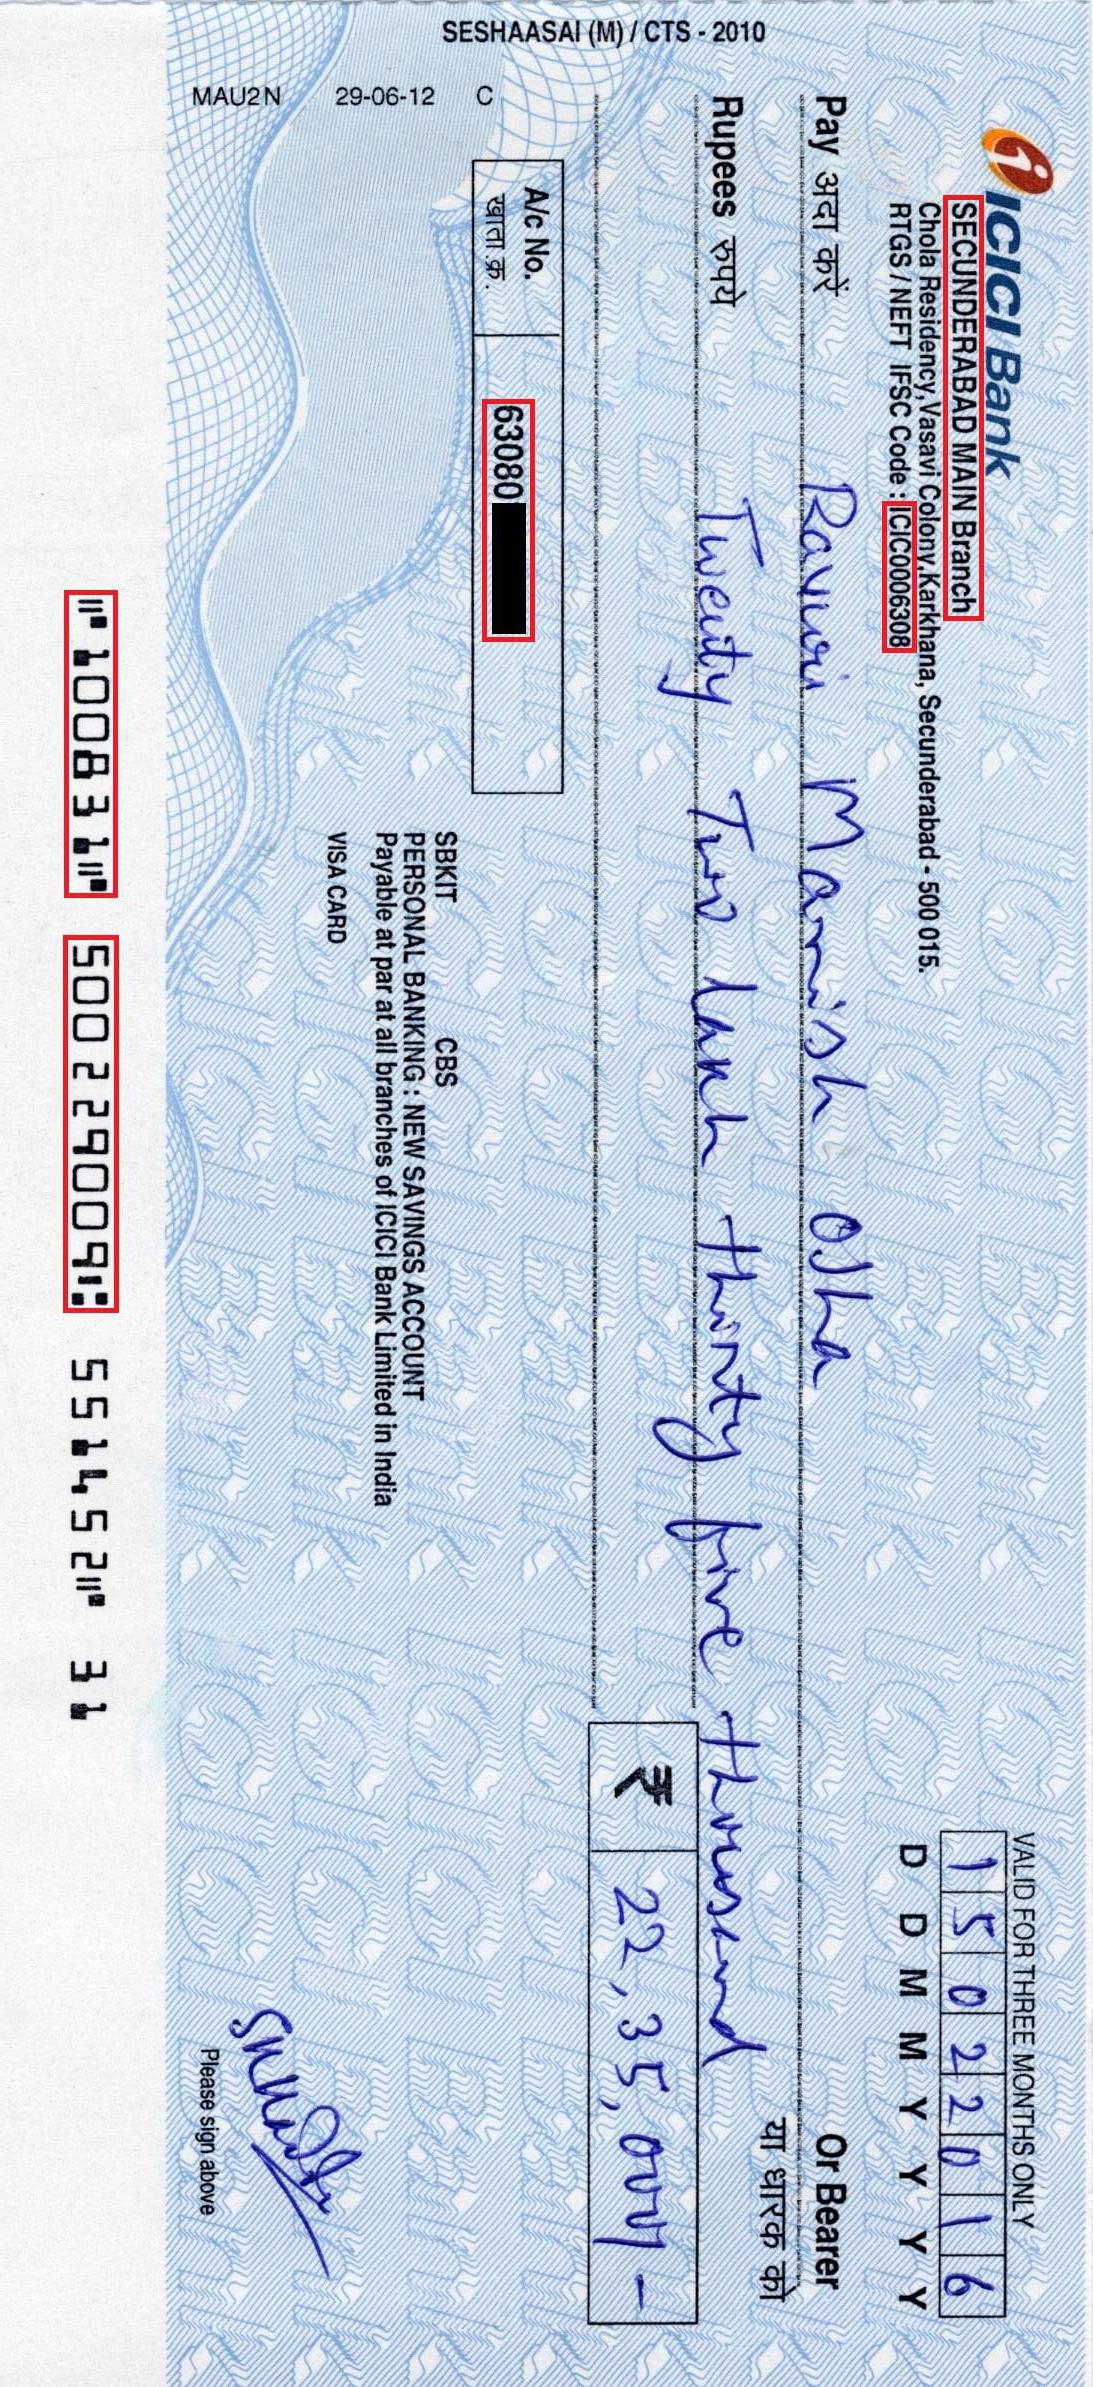 SESHAASAI (M) / CTS - 2010
ICICI Bank
SECUNDERABAD MAIN Branch
Chola Residency,Vasavi Colony,Karkhana, Secunderabad - 500 015.
RTGS / NEFT IFSC Code : ICIC0006308
VALID FOR THREE MONTHS ONLY
1 5 0 2 2 0 1 6
D D M M Y Y Y Y
Pay अदा करें Ravuri Manish Ojha Or Bearer
या धारक को
Rupees रुपये Twenty Two Lakh thirty five thousand
₹ 22,35,000/-
A/c No. 63080
खाता.क्र.
MAU2N 29-06-12 C
SBKIT CBS
PERSONAL BANKING : NEW SAVINGS ACCOUNT
Payable at par at all branches of ICICI Bank Limited in India
VISA CARD
Please sign above
⑈100831⑈ 500229009⑆ 551452⑈ 31